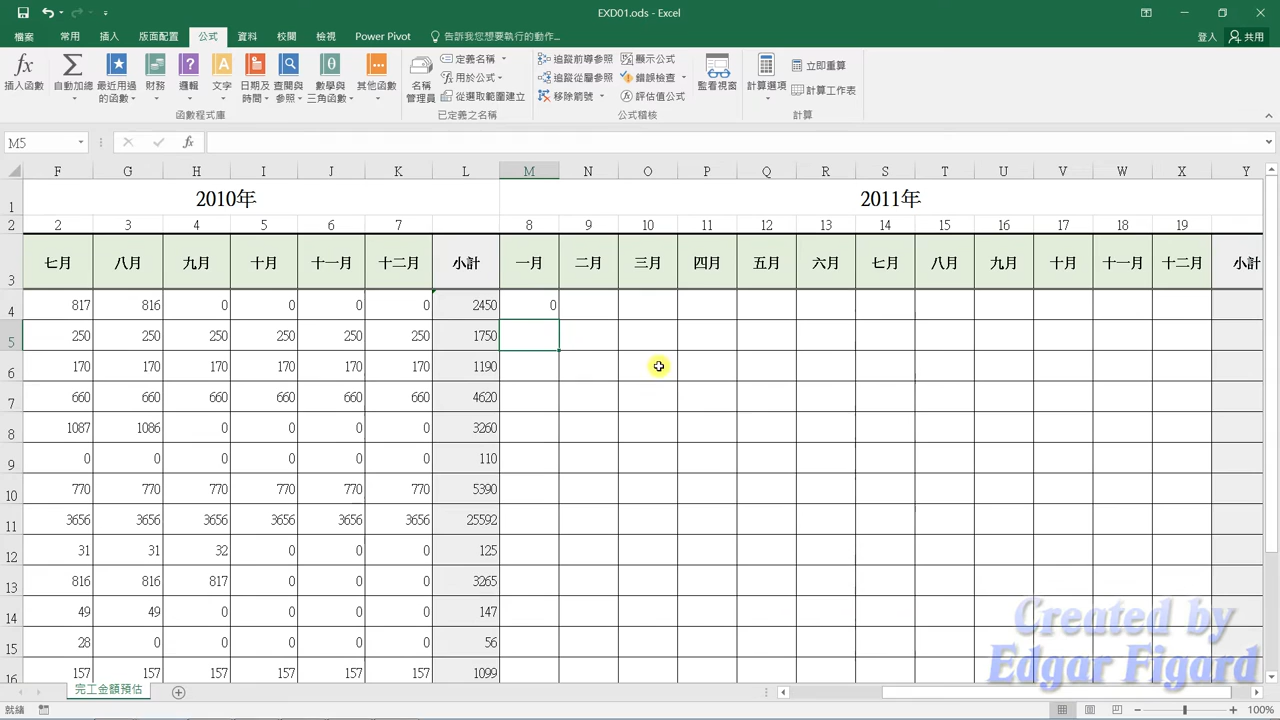 EXD01.ods - Excel
登入 共用
檔案 常用 插入 版面配置 公式 資料 校閱 檢視 Power Pivot 告訴我您想要執行的動作...
插入函數 自動加總 最近用過的函數 財務 邏輯 文字 日期及時間 查閱與參照 數學與三角函數 其他函數 名稱管理員 定義名稱 用於公式 從選取範圍建立 追蹤前導參照 追蹤從屬參照 移除箭號 顯示公式 錯誤檢查 評估值公式 監看視窗 計算選項 立即重算 計算工作表
函數程式庫 已定義之名稱 公式稽核 計算
M5 fx
F G H I J K L M N O P Q R S T U V W X Y
1 2010年 2011年
2 2 3 4 5 6 7 8 9 10 11 12 13 14 15 16 17 18 19
3 七月 八月 九月 十月 十一月 十二月 小計 一月 二月 三月 四月 五月 六月 七月 八月 九月 十月 十一月 十二月 小計
4 817 816 0 0 0 0 2450 0
5 250 250 250 250 250 250 1750
6 170 170 170 170 170 170 1190
7 660 660 660 660 660 660 4620
8 1087 1086 0 0 0 0 3260
9 0 0 0 0 0 0 110
10 770 770 770 770 770 770 5390
11 3656 3656 3656 3656 3656 3656 25592
12 31 31 32 0 0 0 125
13 816 816 817 0 0 0 3265
14 49 49 0 0 0 0 147
15 28 0 0 0 0 0 56
16 157 157 157 157 157 157 1099
Created by
Edgar Figard
完工金額預估
就緒 100%